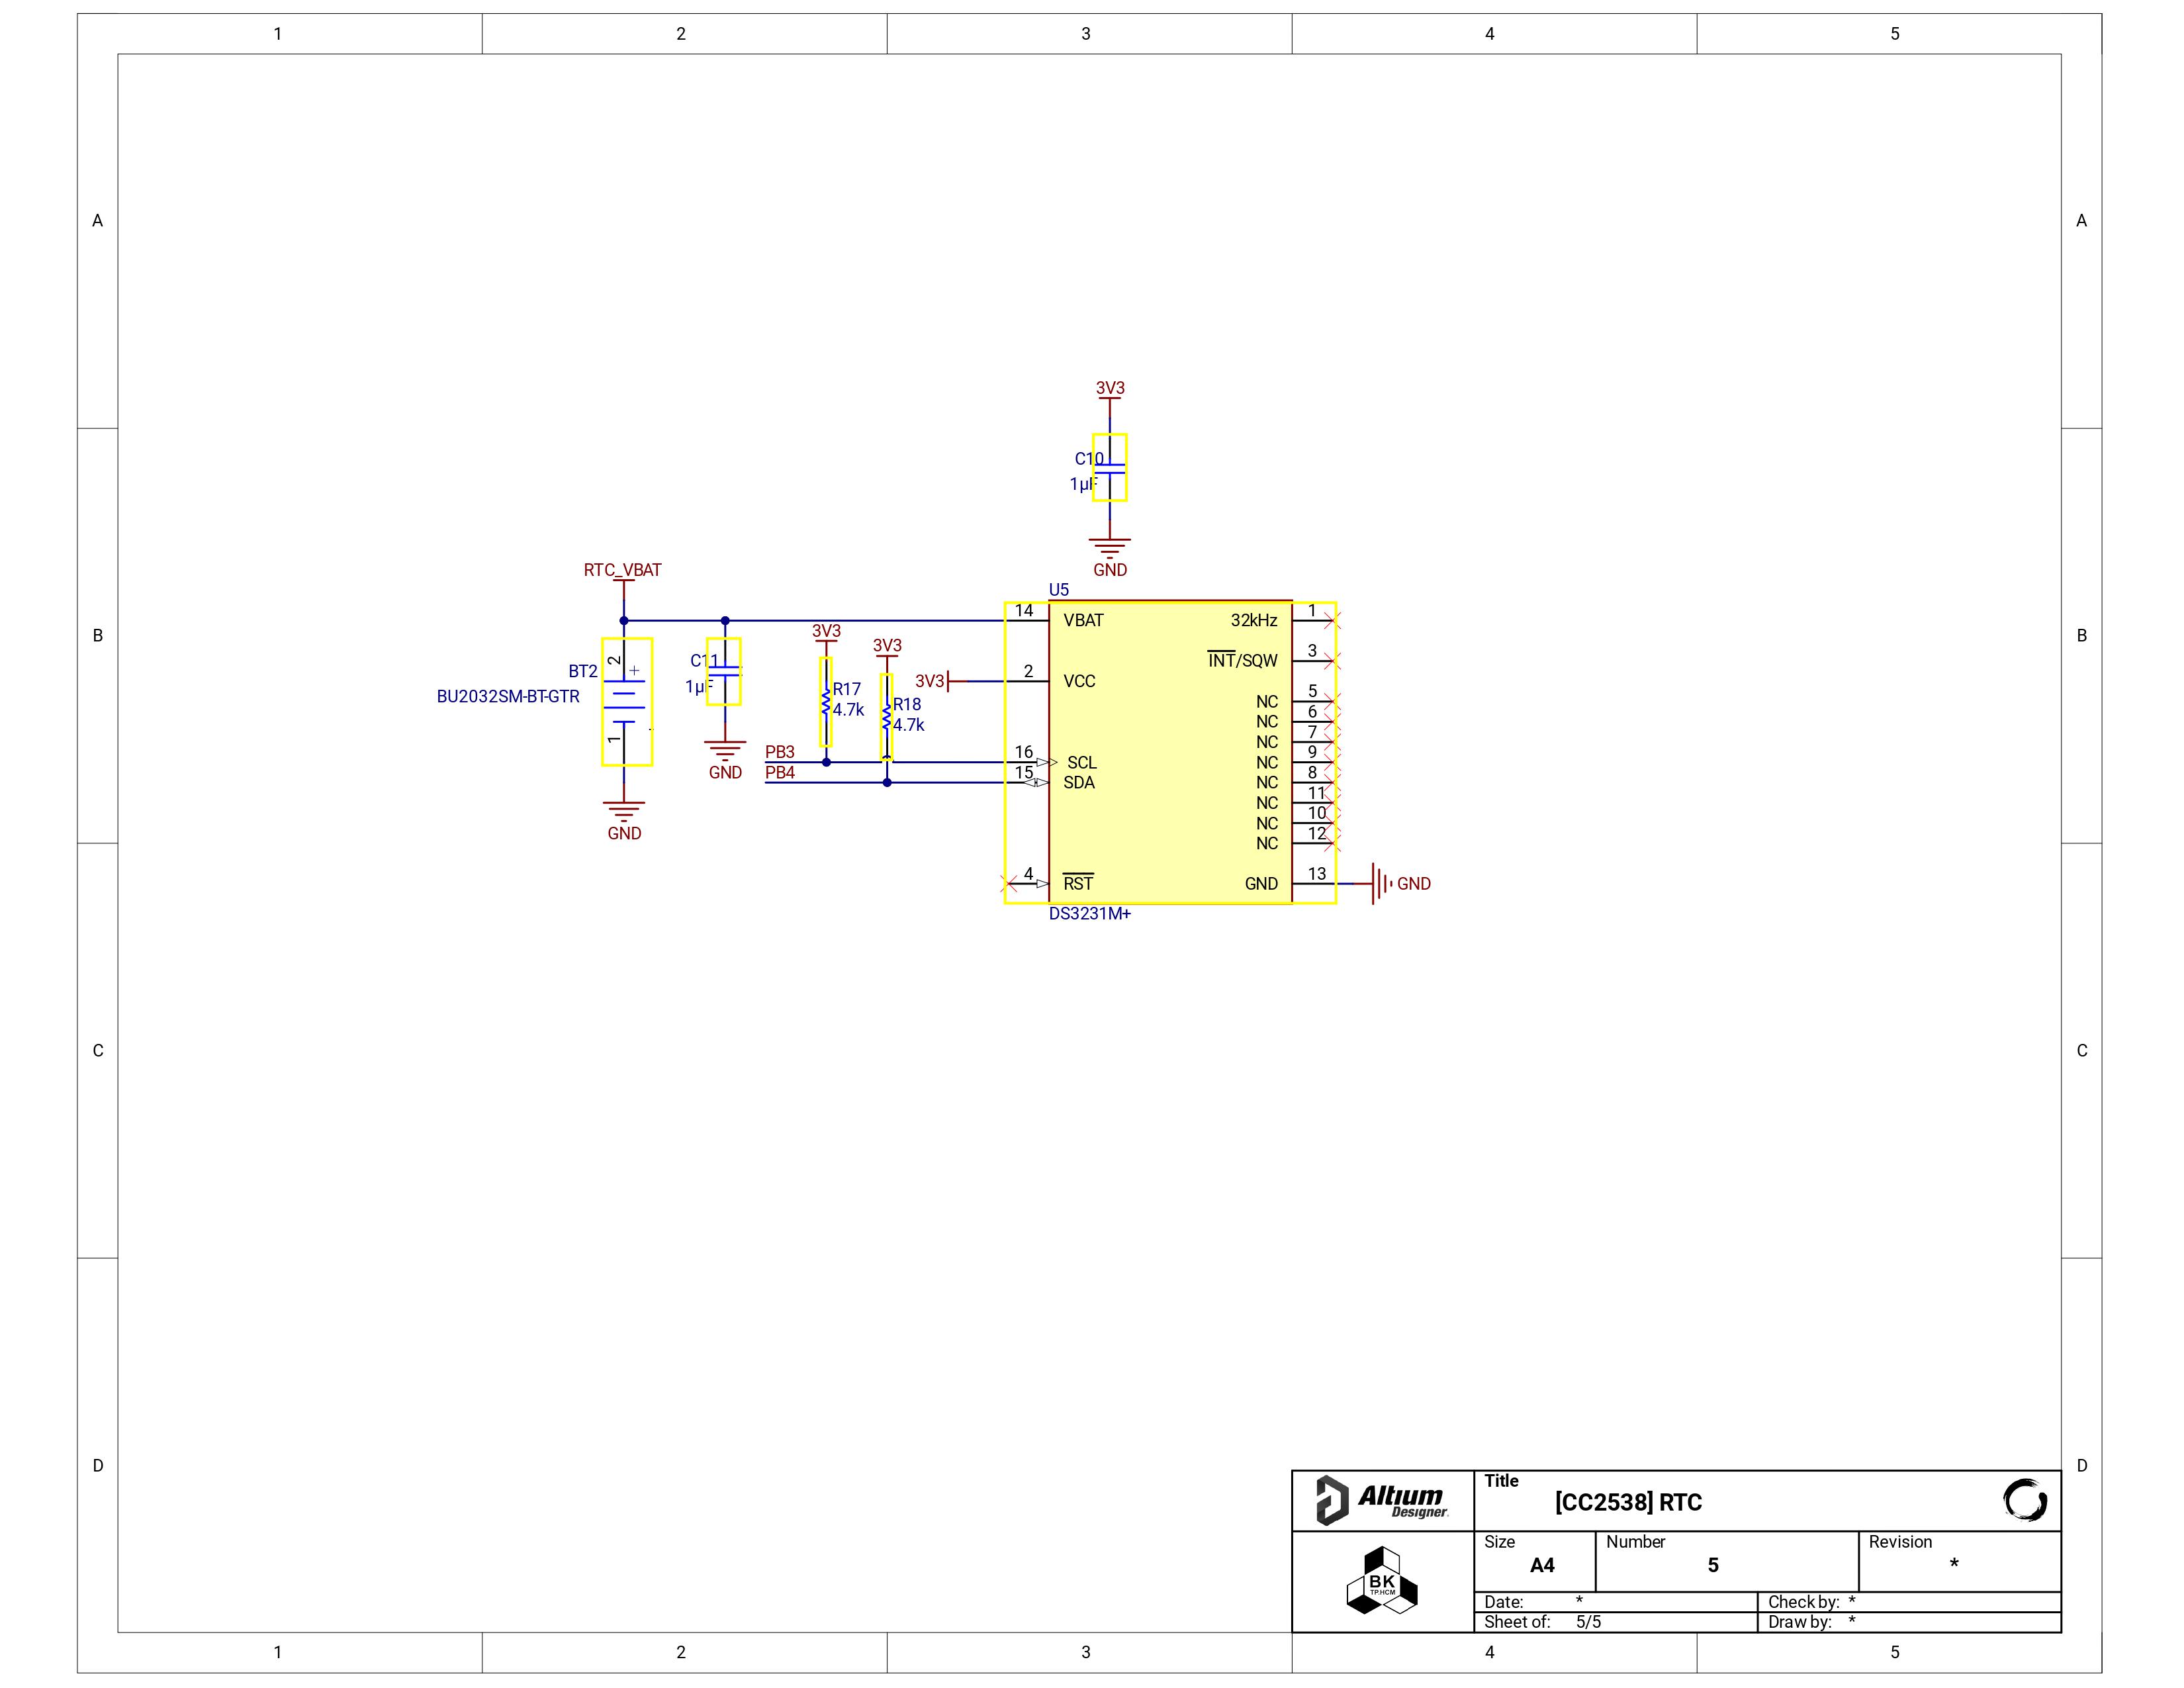 1 2 3 4 5
A A
3V3
C10
1µF
GND
RTC_VBAT
U5
14 VBAT 32kHz 1
B B
3V3
3V3
INT/SQW 3
BT2 2 +
C11
1µF
BU2032SM-BT-GTR
3V3 2 VCC
R17
4.7k
R18
4.7k
NC 5
NC 6
1
NC 7
PB3 16 SCL NC 9
PB4 15 SDA NC 8
GND
NC 11
NC 10
GND
NC 12
4 RST GND 13 GND
DS3231M+
C C
D D
Altium
Designer
Title
[CC2538] RTC
BK
TP.HCM
Size
A4
Number
5
Revision
*
Date: *
Check by: *
Sheet of: 5/5
Draw by: *
1 2 3 4 5